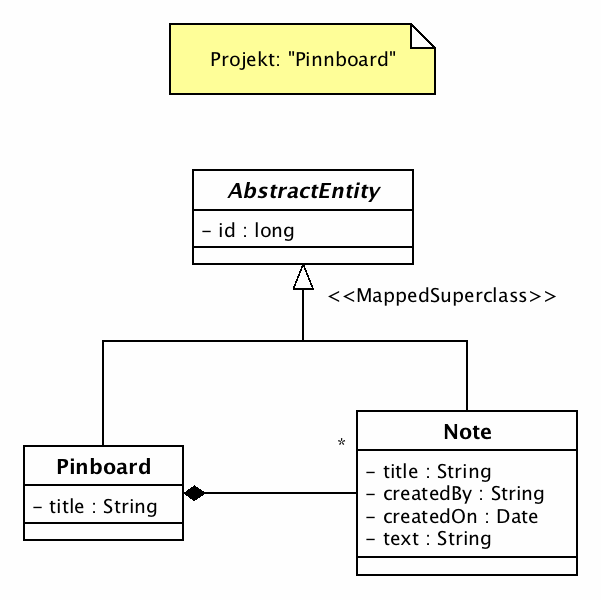 Projekt: "Pinnboard"
AbstractEntity
- id : long
<<MappedSuperclass>>
*
Note
- title : String
- createdBy : String
- createdOn : Date
- text : String
Pinboard
- title : String